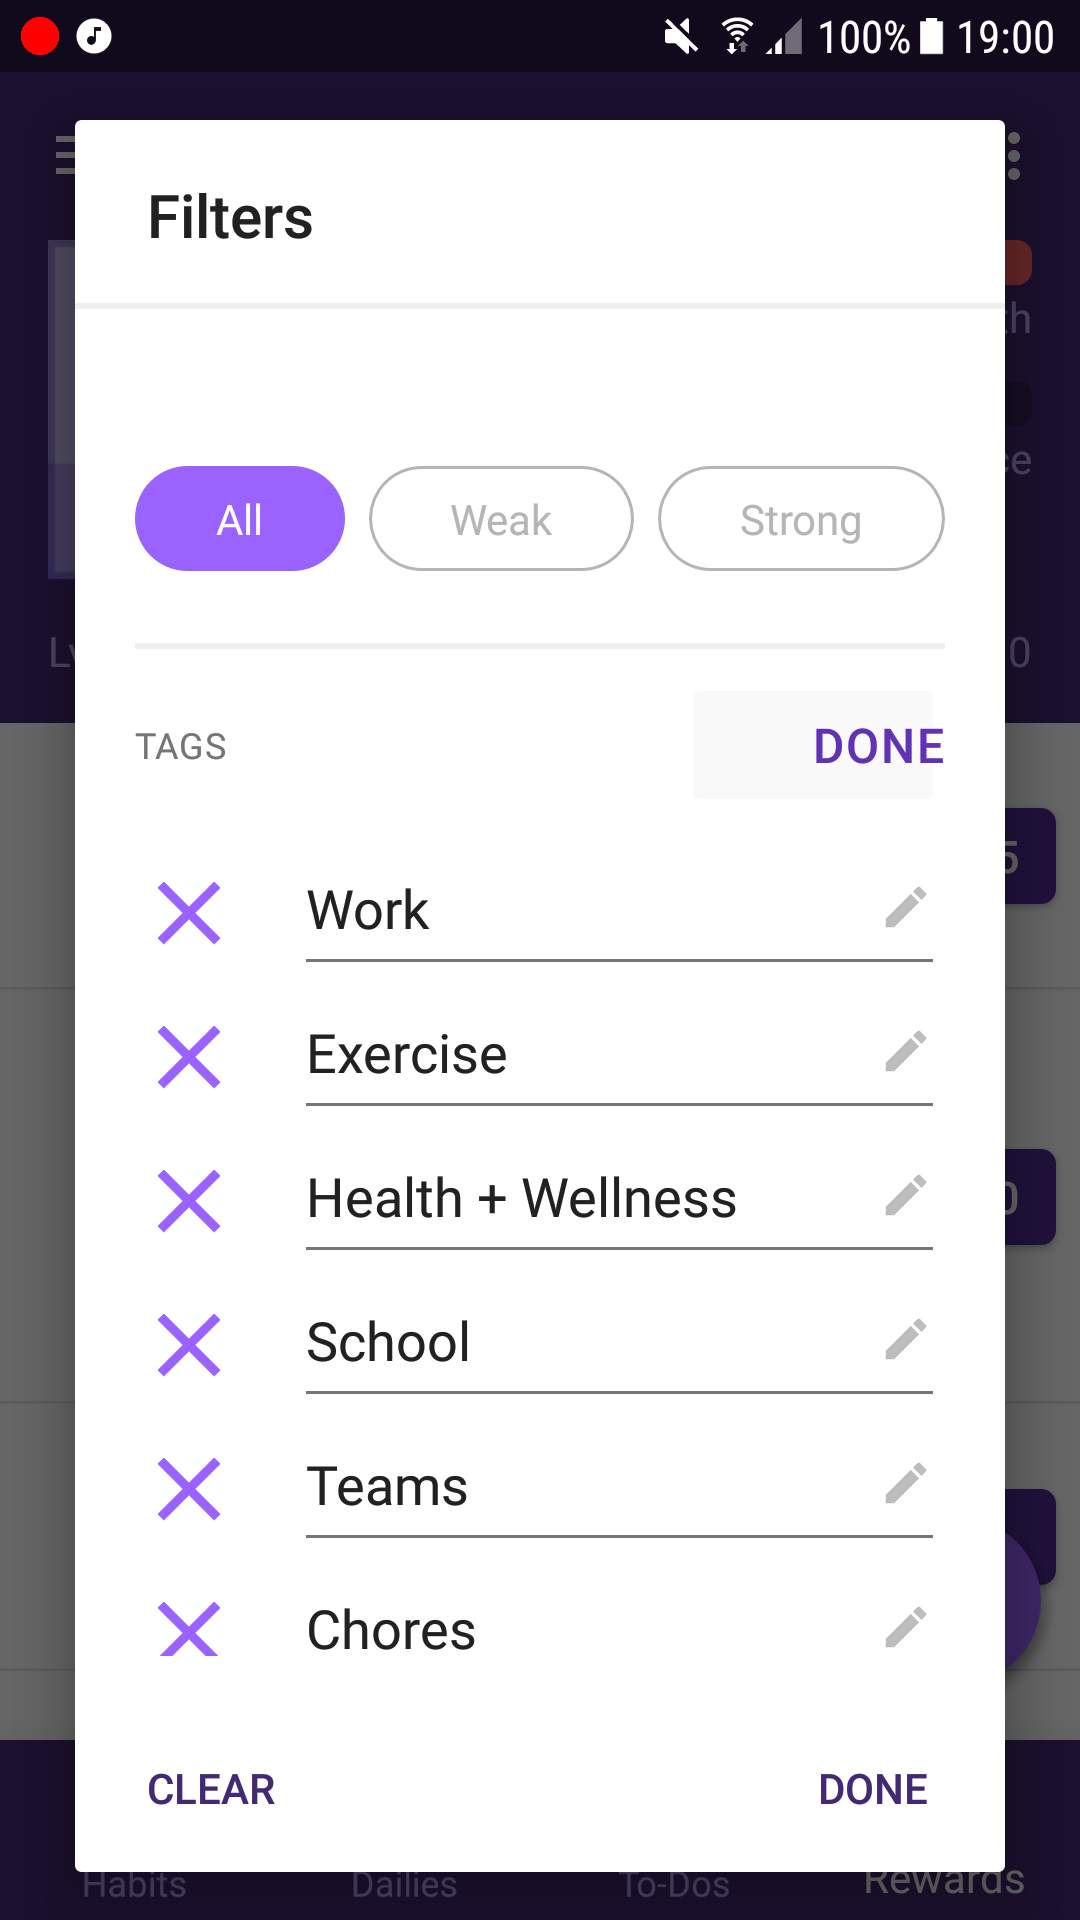 100% 19:00
Filters
All Weak Strong
TAGS DONE
Work
Exercise
Health + Wellness
School
Teams
Chores
CLEAR DONE
Habits Dailies To-Dos Rewards